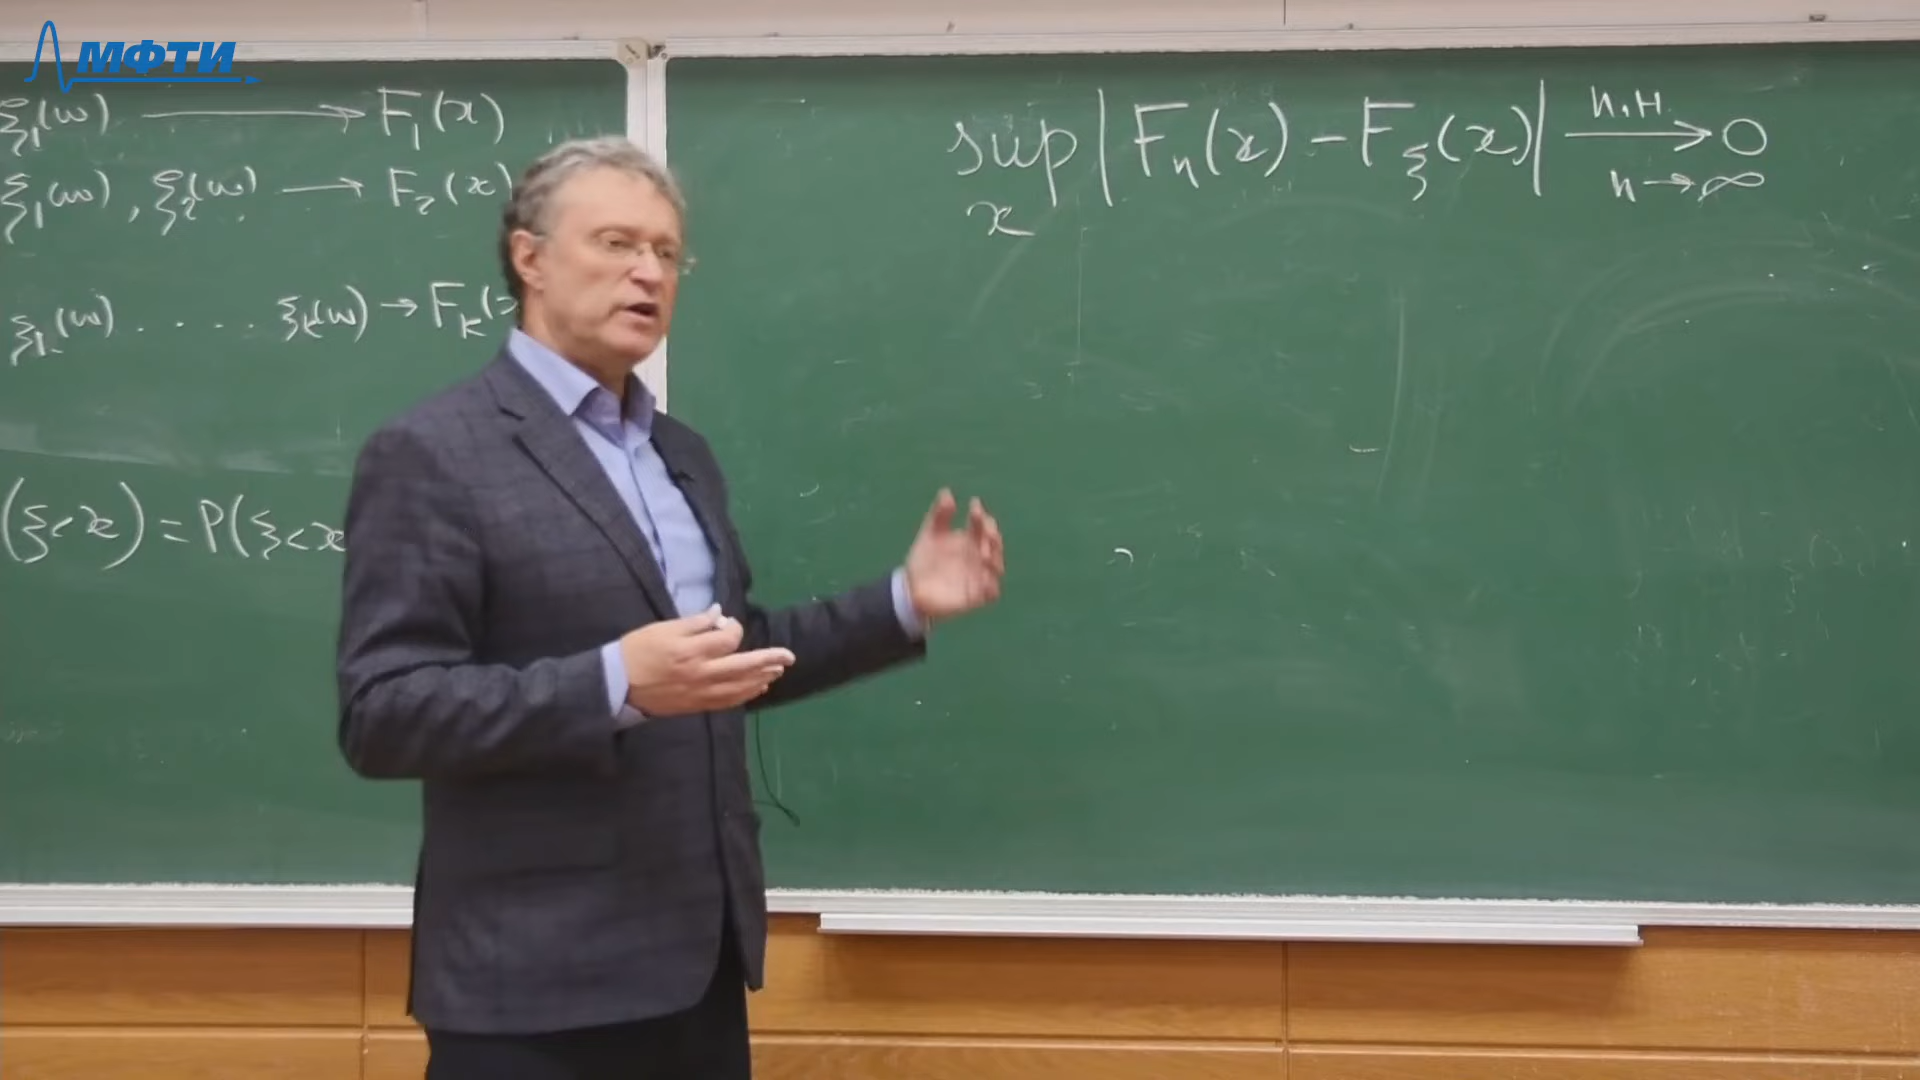 МФТИ
ξ₁(ω) → F₁(x)
ξ₁(ω), ξ₂(ω) → F₂(x)
ξ₁(ω) . . . . ξₖ(ω) → Fₖ(
(ξ<x) = P(ξ<x
sup |Fₙ(x) - F_ξ(x)| п.н. → 0
x n→∞